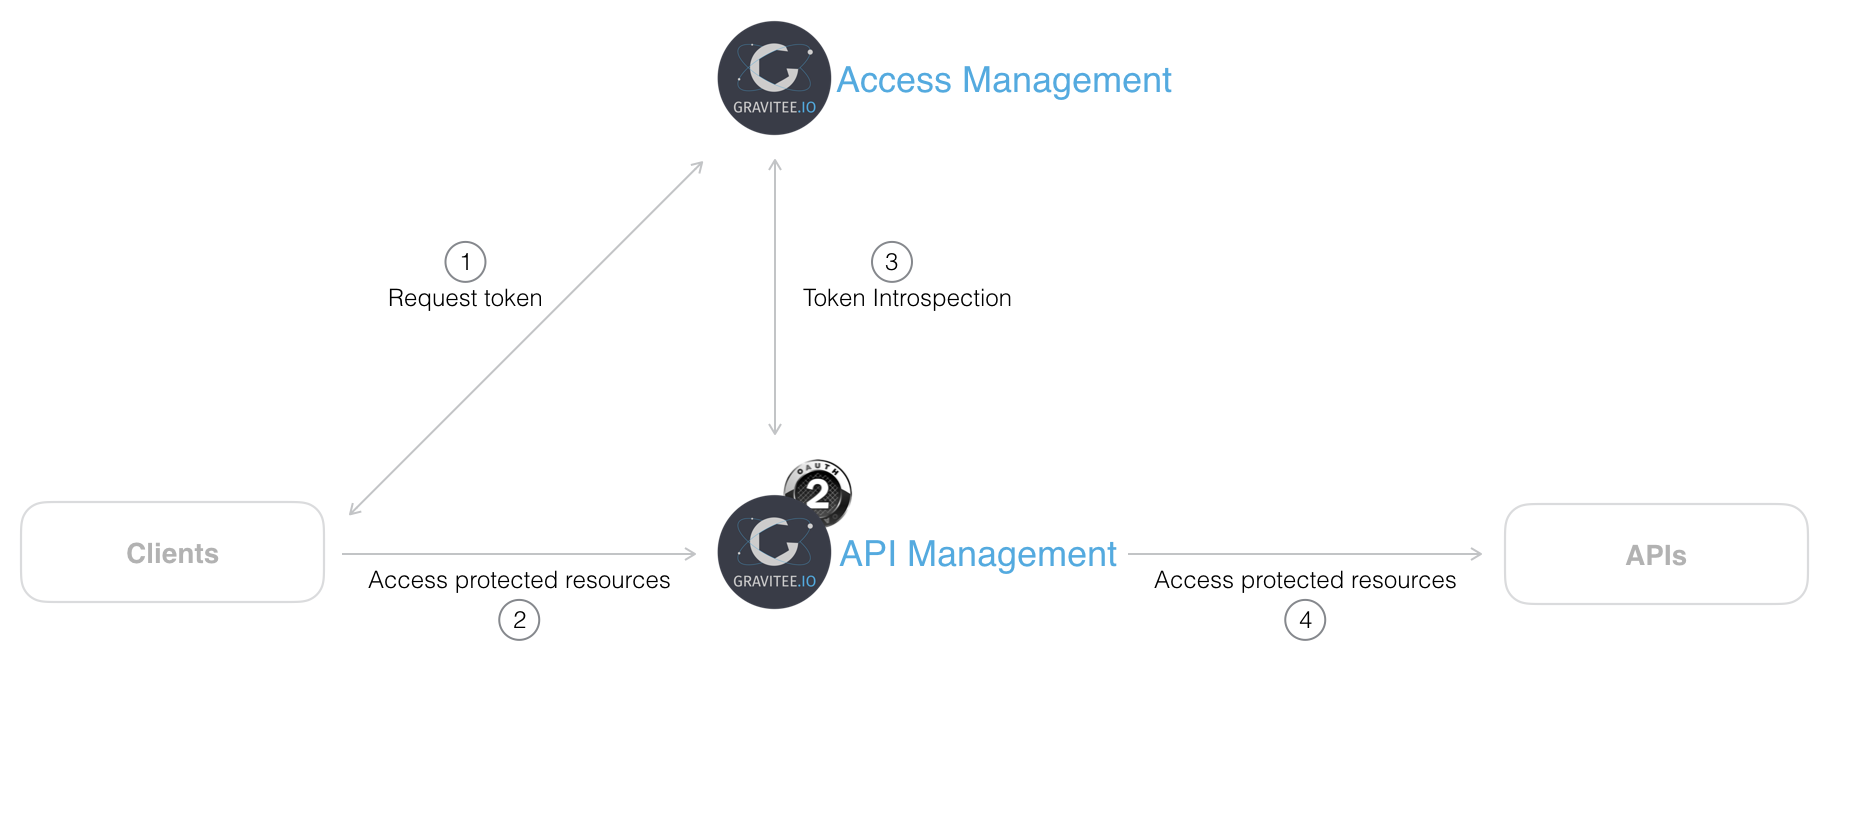 GRAVITEE.IO
Access Management
1
Request token
3
Token Introspection
OAUTH
2
Clients
GRAVITEE.IO
API Management
APIs
Access protected resources
2
Access protected resources
4